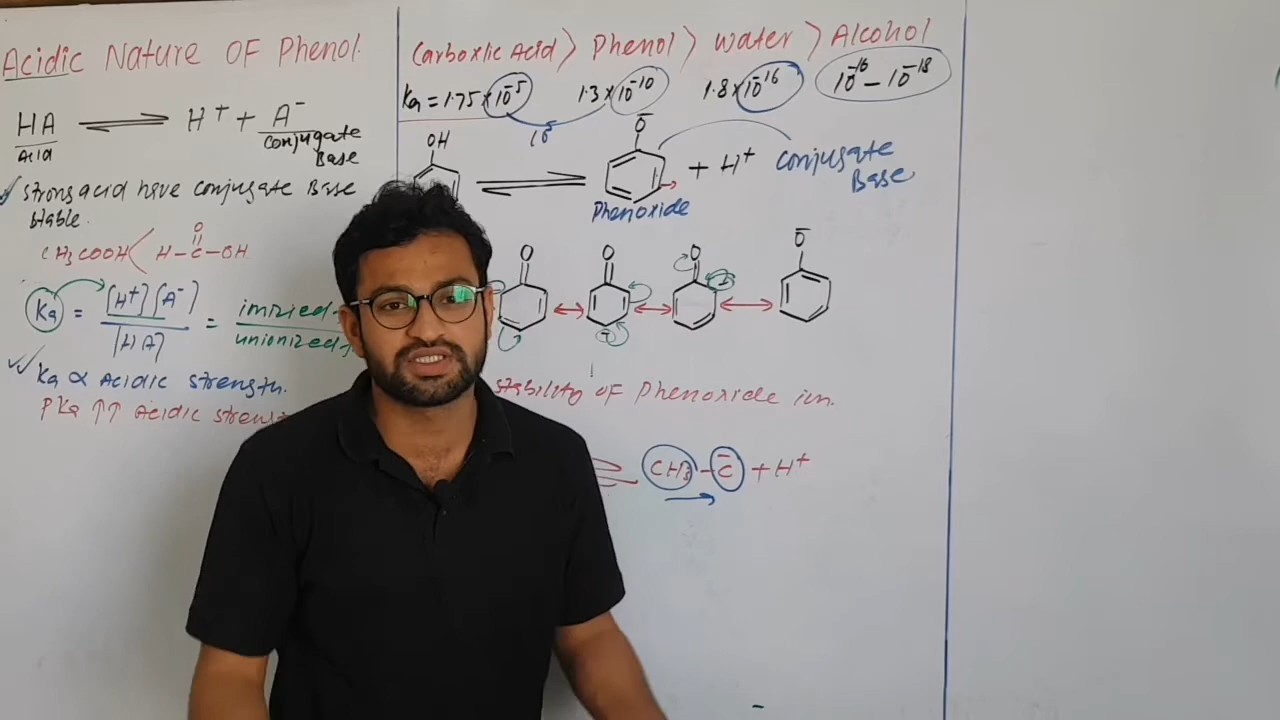 Acidic Nature OF Phenol.
HA ⇌ H⁺ + A⁻
Acid
Conjugate
Base
✓ strong acid have conjugate Base
stable.
CH₃COOH < H-C-OH
O
Ka = [H⁺][A⁻] =
[HA]
unionized
✓✓ Ka ∝ Acidic strength.
PKa ↑↑ Acidic
Carboxlic Acid > Phenol > Water > Alcohol
Ka = 1.75×10⁻⁵ 1.3×10⁻¹⁰ 1.8×10⁻¹⁶ 10⁻¹⁶ – 10⁻¹⁸
10⁵
OH ⇌ O⁻ + H⁺ Conjugate
Base
Phenoxide
O ↔ O ↔ O ↔ O⁻
stability of Phenoxide ion.
⇌ CH₃ – C⁻ + H⁺